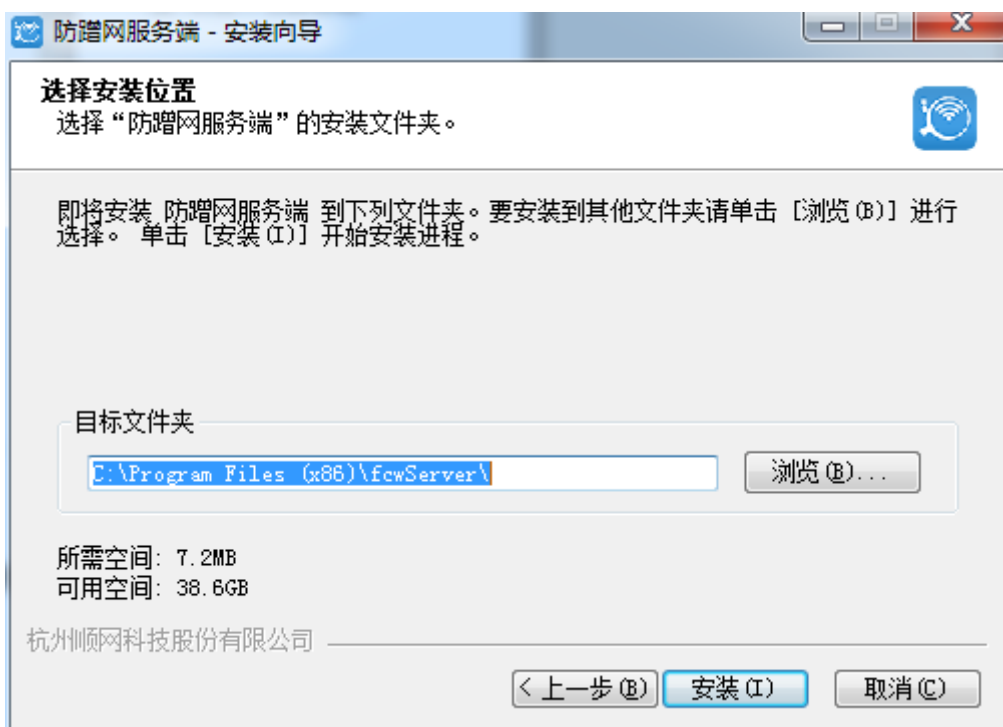 防蹭网服务端 - 安装向导
选择安装位置
选择“防蹭网服务端”的安装文件夹。
即将安装 防蹭网服务端 到下列文件夹。要安装到其他文件夹请单击 [浏览(B)] 进行
选择。 单击 [安装(I)] 开始安装进程。
目标文件夹
C:\Program Files (x86)\fcwServer\
浏览(B)...
所需空间: 7.2MB
可用空间: 38.6GB
杭州顺网科技股份有限公司
< 上一步(B) 安装(I) 取消(C)